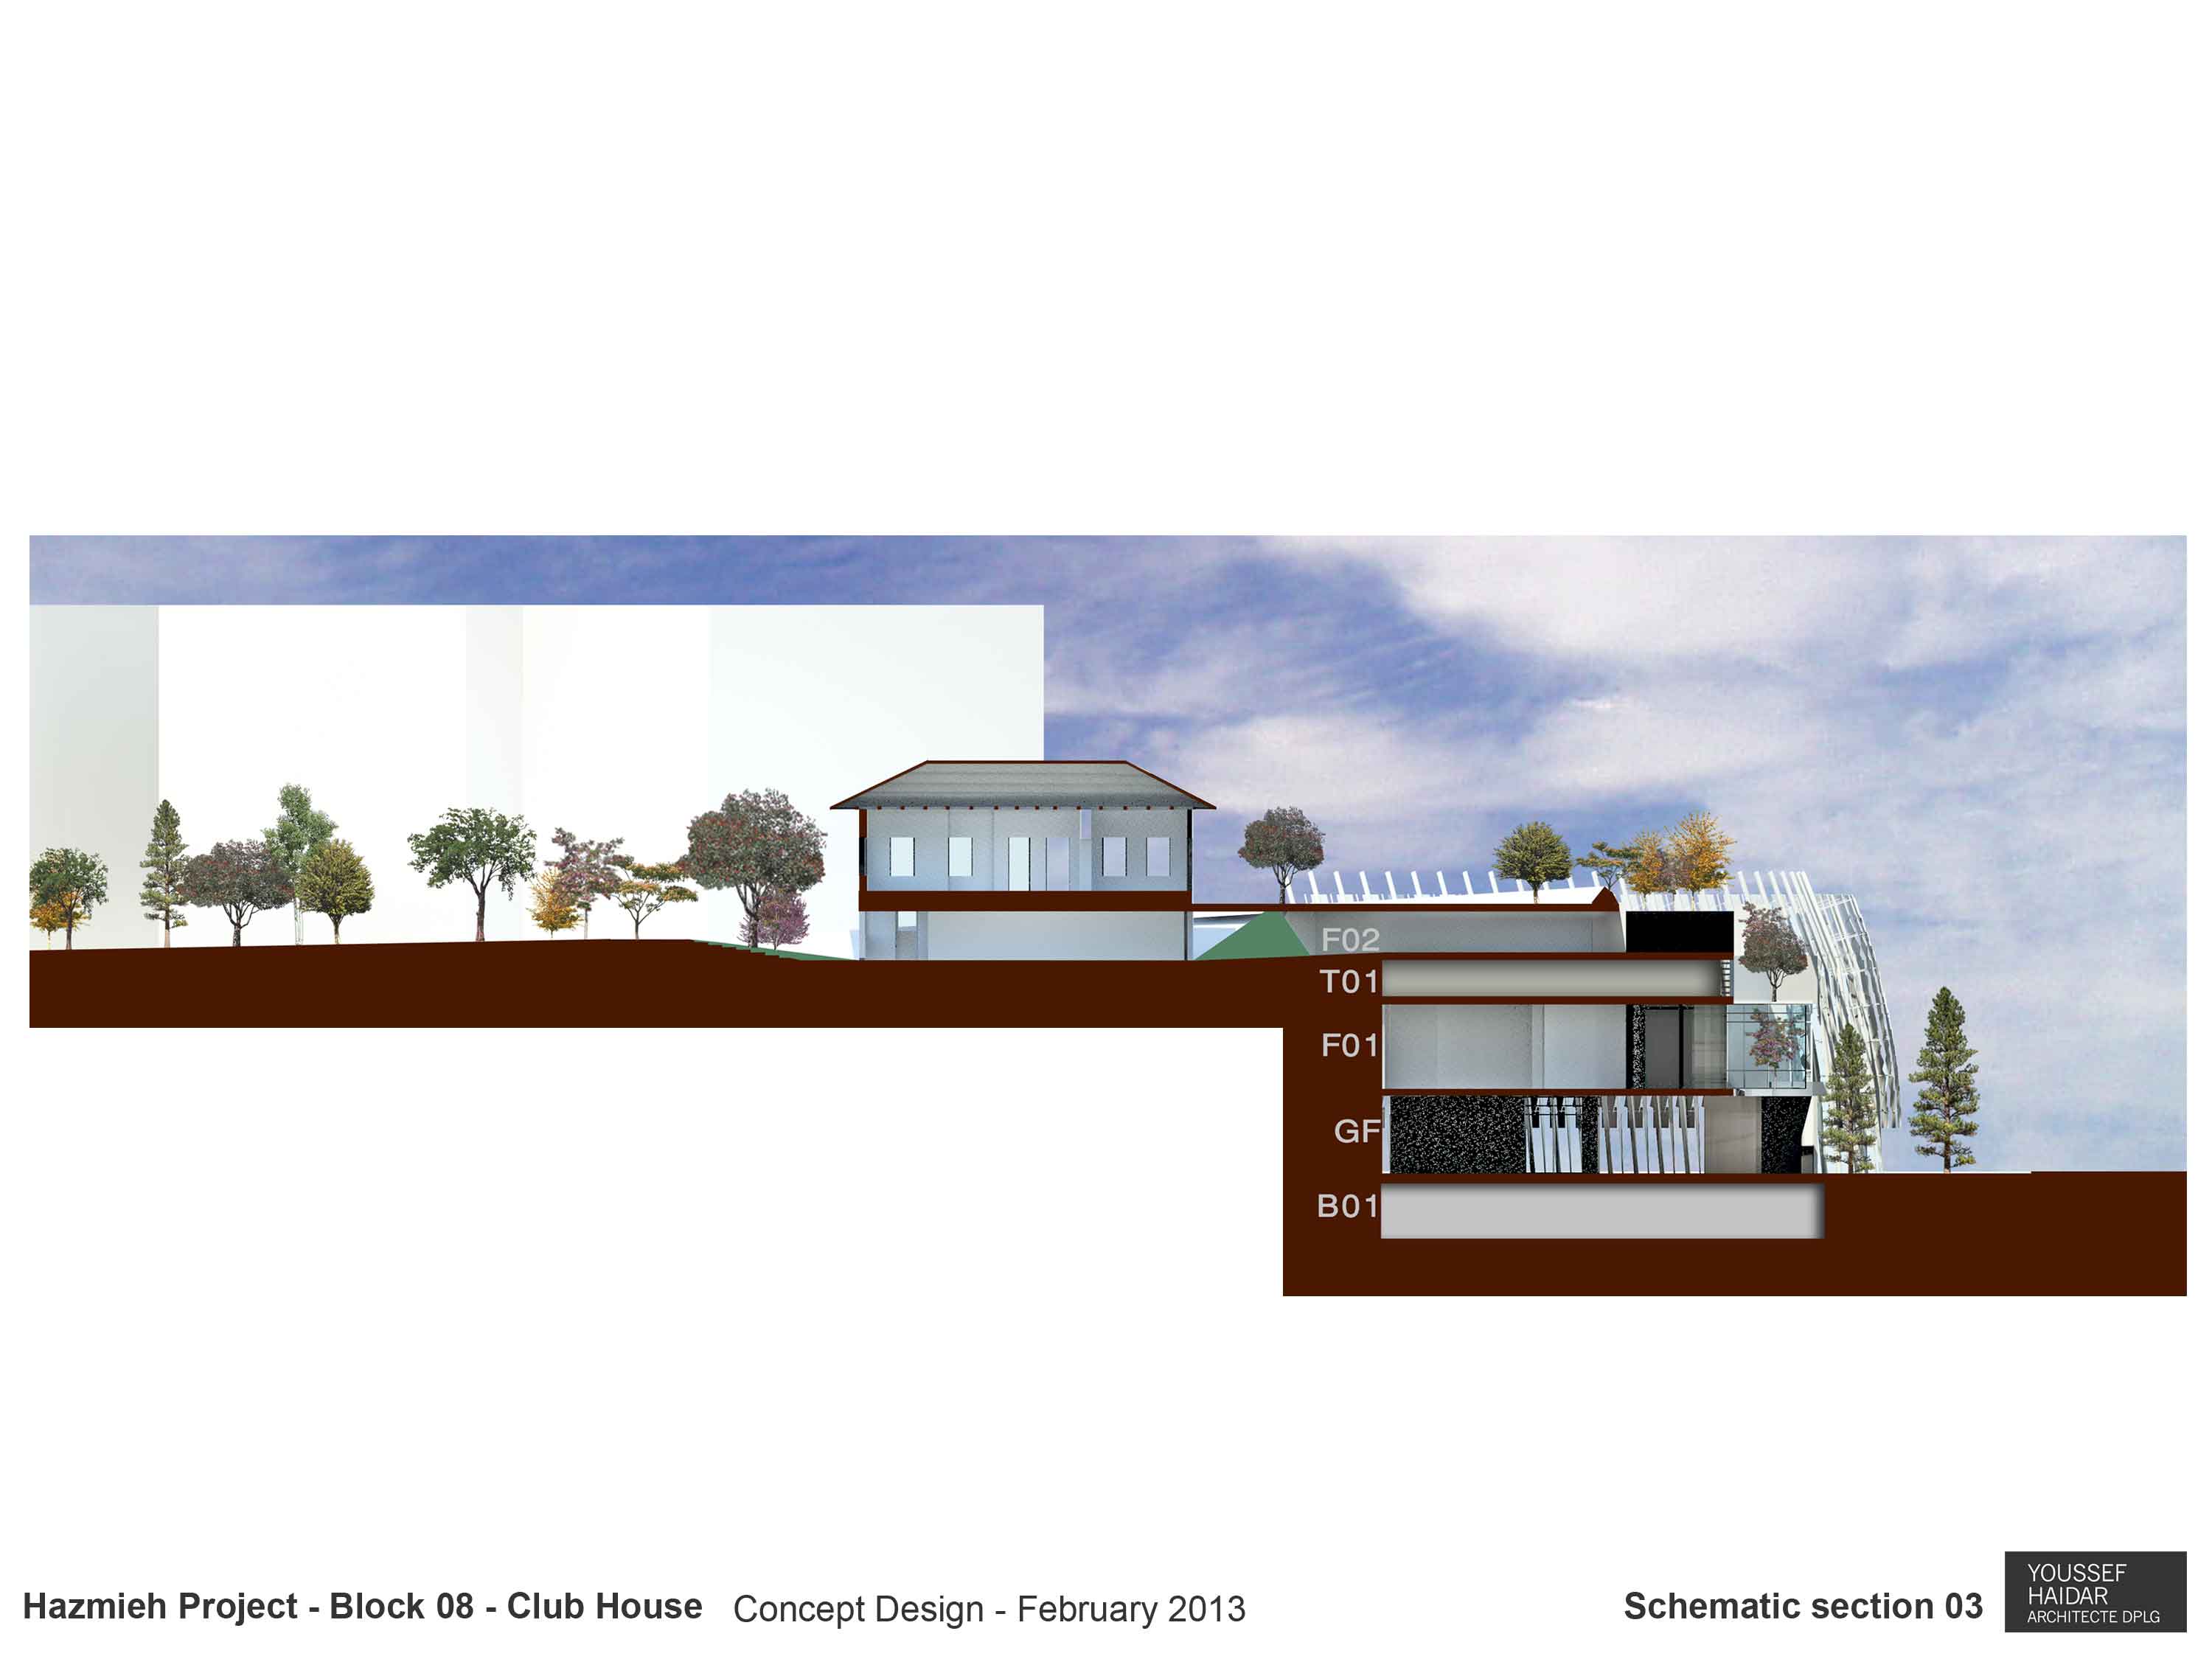 F02
T01
F01
GF
B01
Hazmieh Project - Block 08 - Club House Concept Design - February 2013
Schematic section 03
YOUSSEF
HAIDAR
ARCHITECTE DPLG